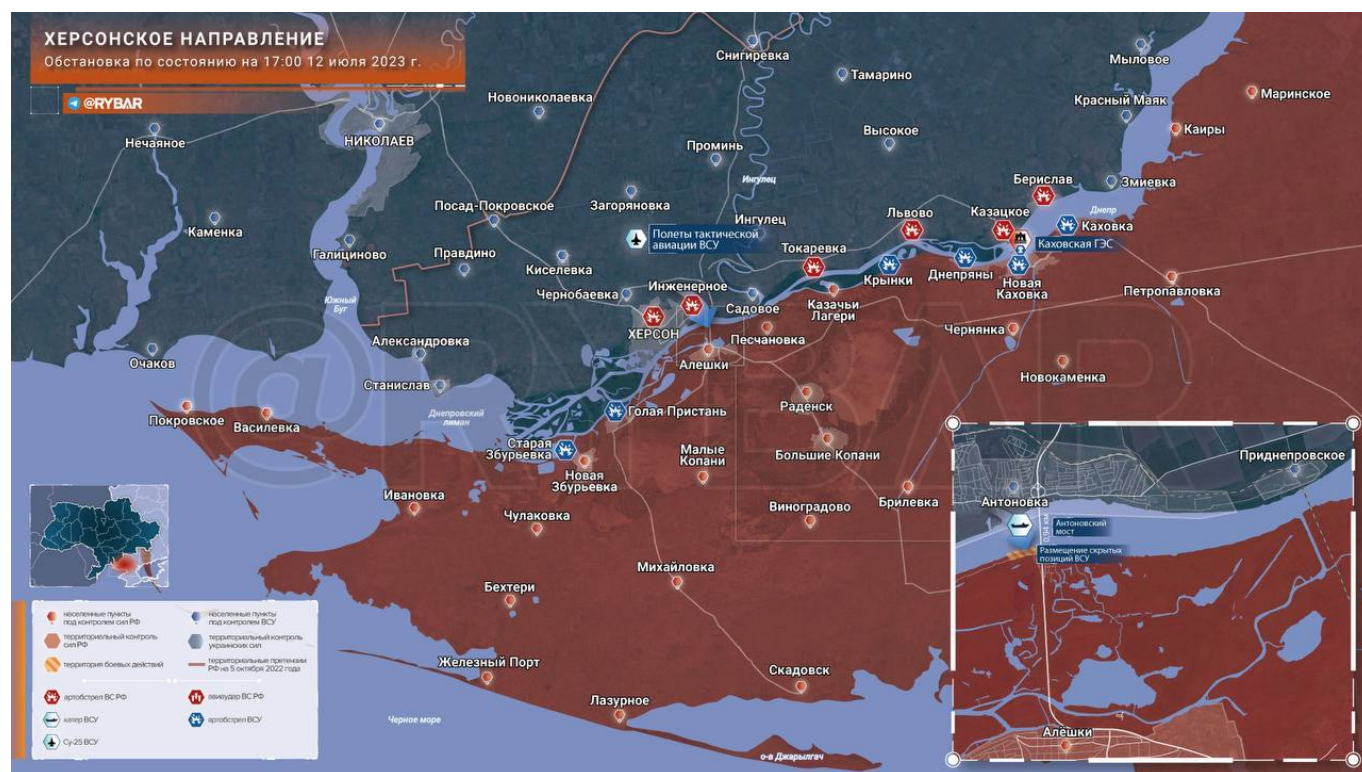 ХЕРСОНСКОЕ НАПРАВЛЕНИЕ
Обстановка по состоянию на 17:00 12 июля 2023 г.
@RYBAR
Снигиревка
Мыловое
Тамарино
Новониколаевка
Красный Маяк
Маринское
Нечаяное
НИКОЛАЕВ
Высокое
Каиры
Проминь
Ингулец
Берислав
Змиевка
Загоряновка
Посад-Покровское
Львово
Казацкое
Днепр
Каменка
Ингулец
Каховка
Полеты тактической
авиации ВСУ
Каховская ГЭС
Галициново
Правдино
Токаревка
Киселевка
Крынки
Днепряны
Новая
Каховка
Чернобаевка
Инженерное
Садовое
Казачьи
Лагери
Петропавловка
Южный
Буг
ХЕРСОН
Песчановка
Чернянка
Александровка
Очаков
Алешки
Новокаменка
Станислав
@RYBAR
Днепровский
лиман
Раденск
Покровское
Василевка
Голая Пристань
Старая
Збурьевка
Малые
Копани
Большие Копани
Новая
Збурьевка
Ивановка
Чулаковка
Виноградово
Брилевка
Михайловка
Бехтери
Железный Порт
Скадовск
Лазурное
Черное море
о-в Джарылгач
Приднепровское
Антоновка
Антоновский
мост
0,94 км
Размещение скрытых
позиций ВСУ
Алёшки
населенные пункты
под контролем сил РФ
населенные пункты
под контролем ВСУ
территориальный контроль
сил РФ
территориальный контроль
украинских сил
территория боевых действий
территориальные претензии
РФ на 5 октября 2022 года
артобстрел ВС РФ
авиаудар ВС РФ
катер ВСУ
артобстрел ВСУ
Су-25 ВСУ